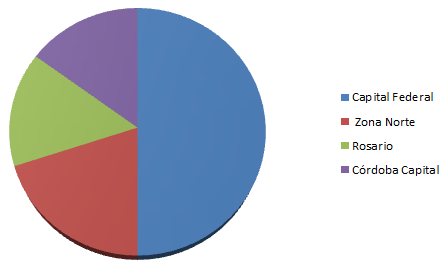 Capital Federal
Zona Norte
Rosario
Córdoba Capital